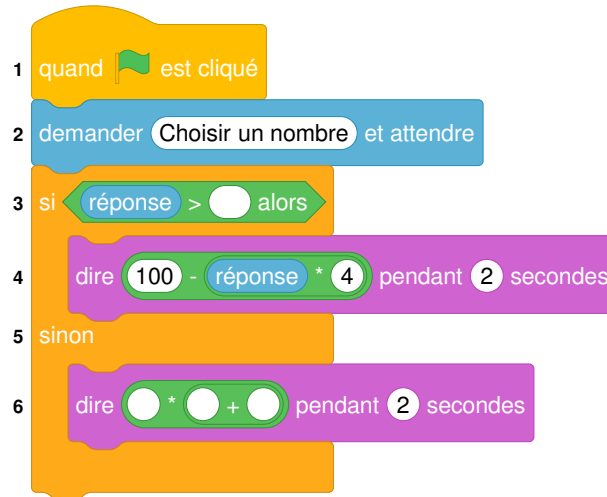 1 quand est cliqué
2 demander Choisir un nombre et attendre
3 si réponse > alors
4 dire 100 - réponse * 4 pendant 2 secondes
5 sinon
6 dire * + pendant 2 secondes